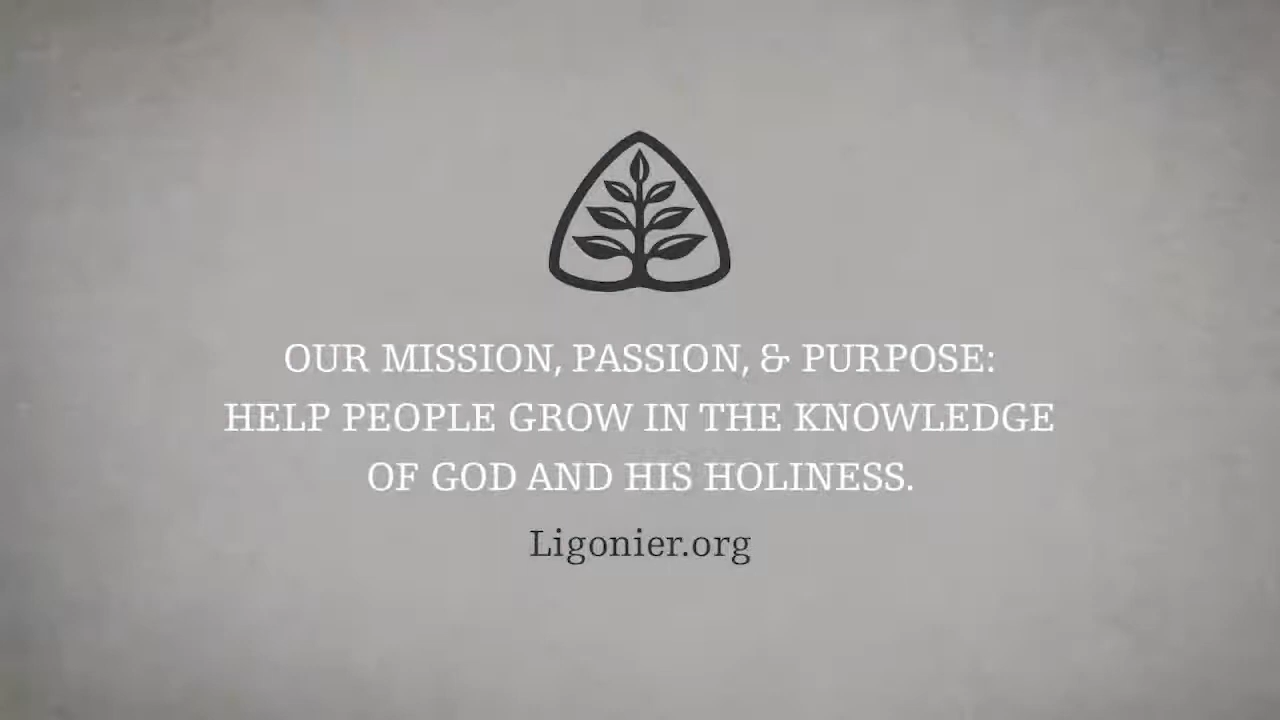 OUR MISSION, PASSION, & PURPOSE:
HELP PEOPLE GROW IN THE KNOWLEDGE
OF GOD AND HIS HOLINESS.
Ligonier.org